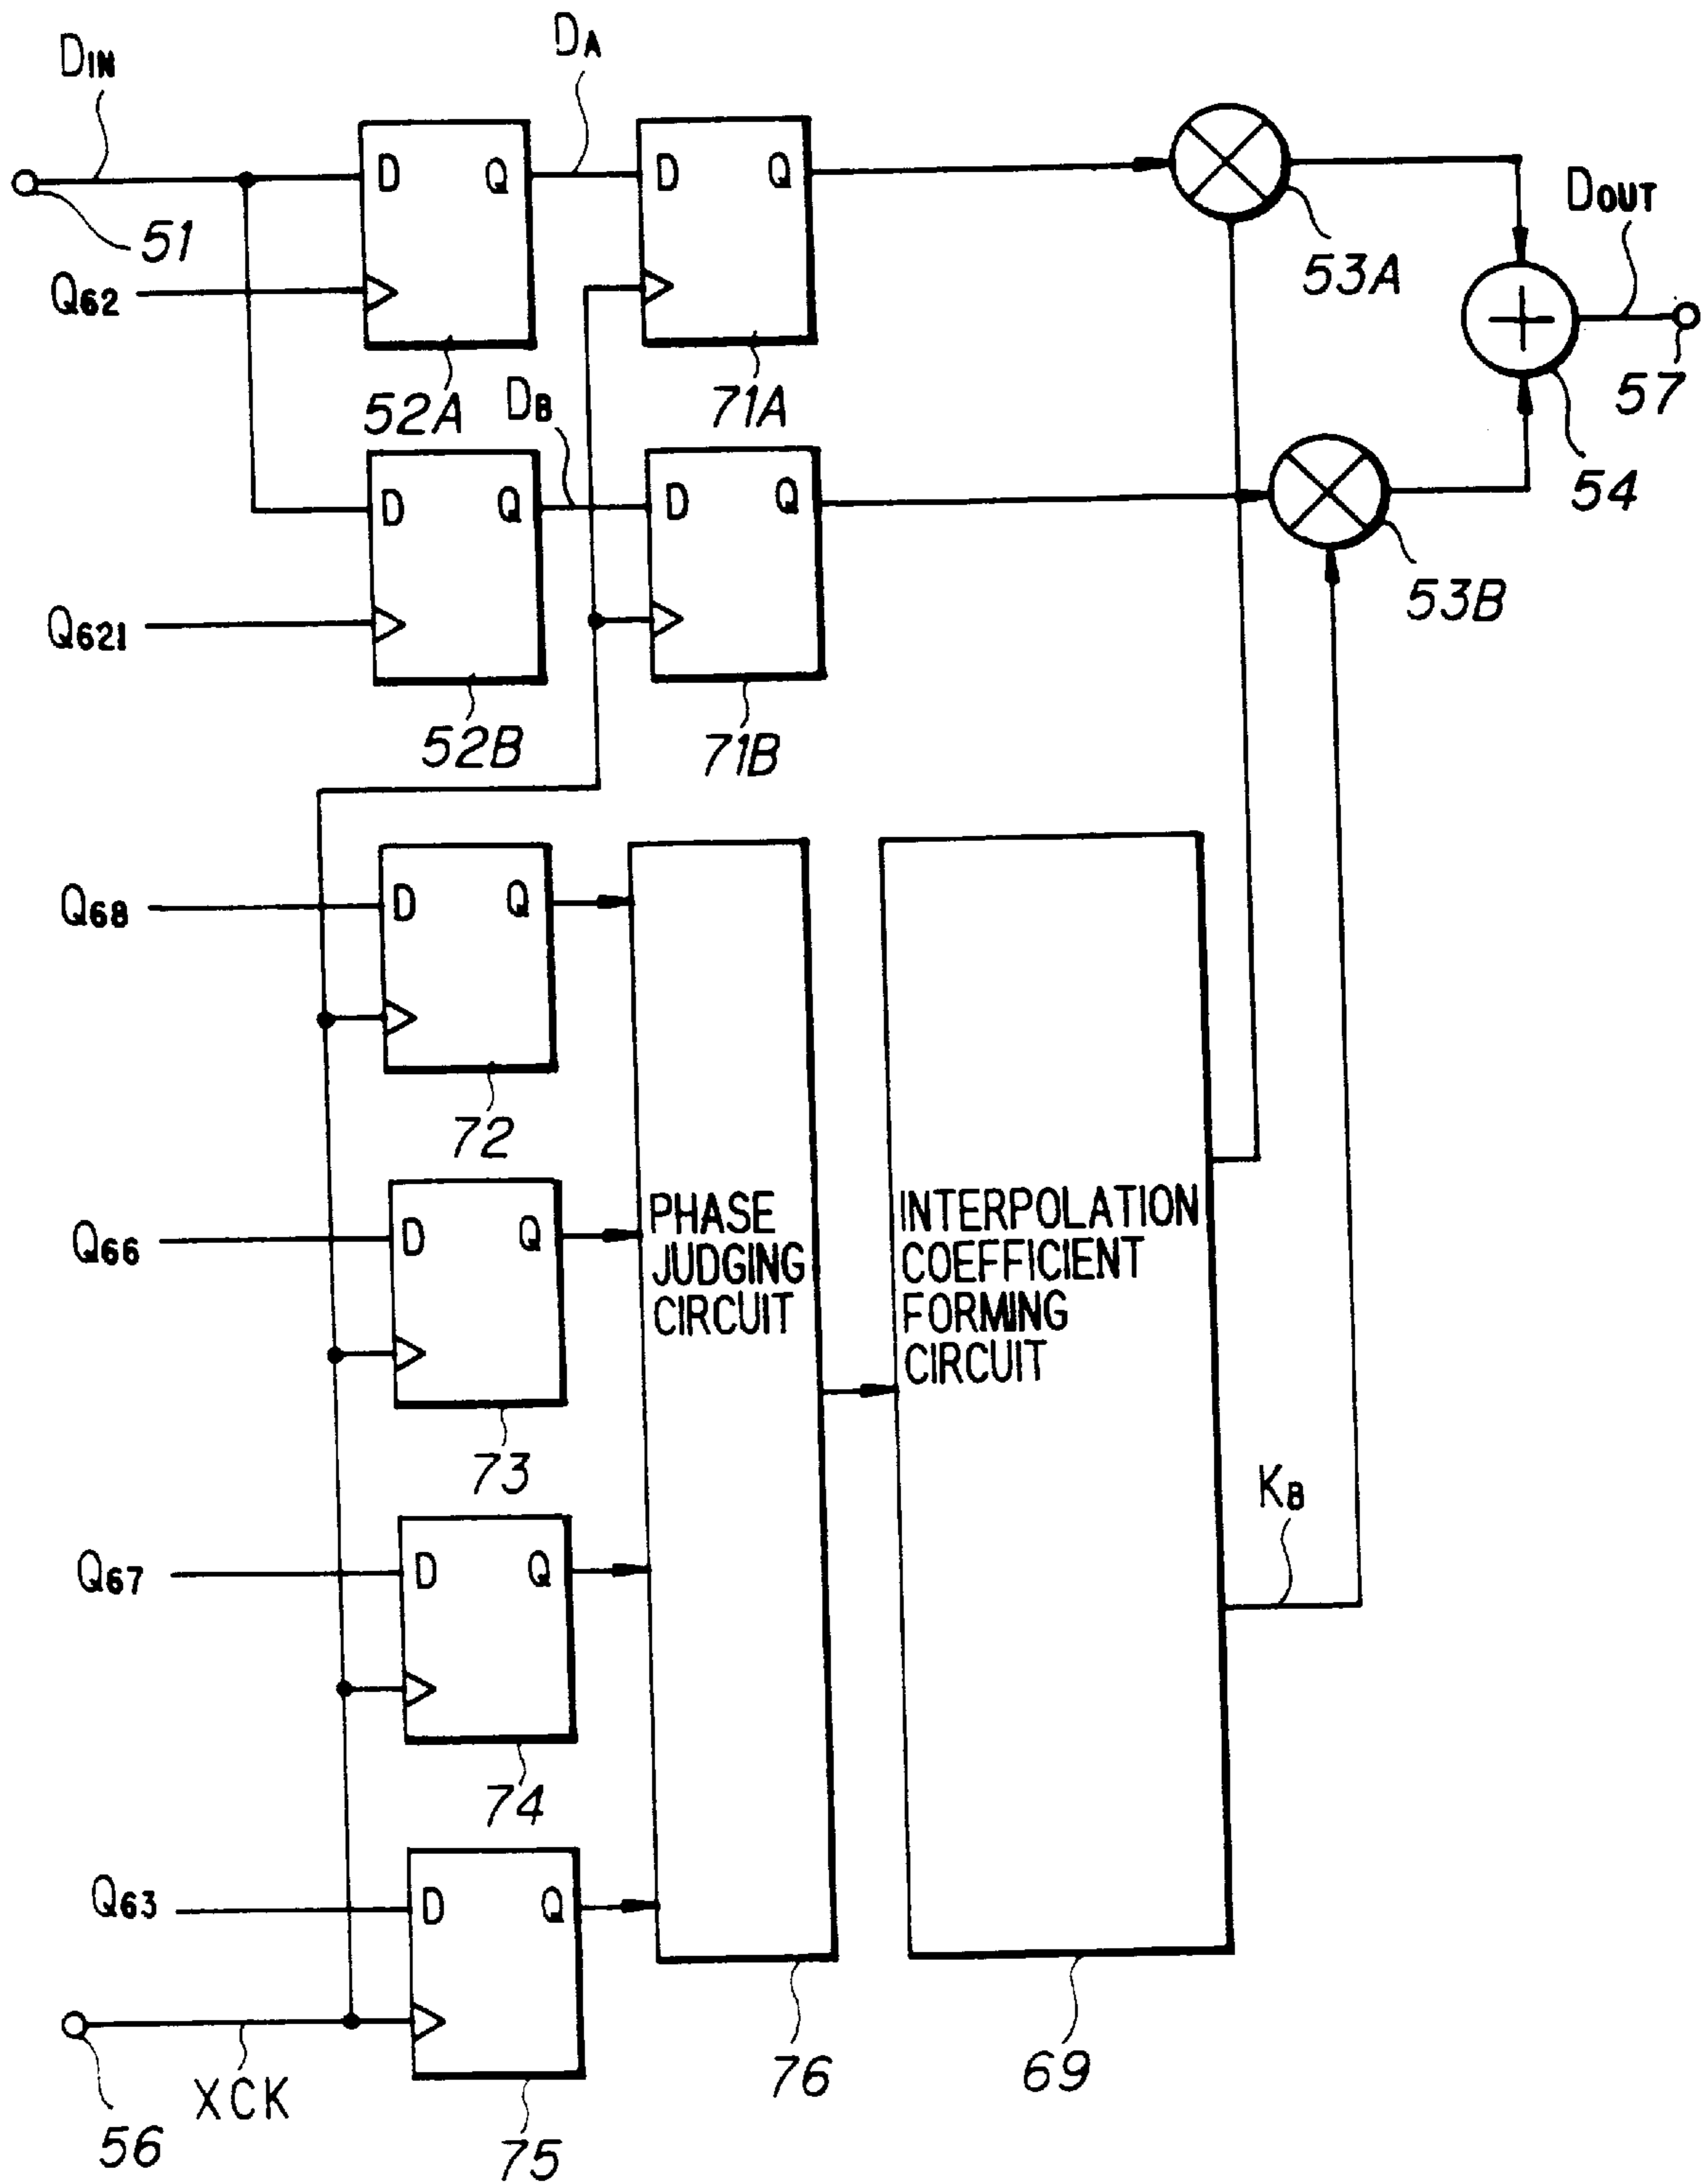 DIN
DA
D Q
D Q
DOUT
51
Q62
53A
57
52A
71A
DB
54
D Q
D Q
53B
Q621
52B
71B
Q68
D Q
72
Q66
D Q
73
PHASE
JUDGING
CIRCUIT
INTERPOLATION
COEFFICIENT
FORMING
CIRCUIT
KB
Q67
D Q
74
Q63
D Q
XCK
56
75
76
69